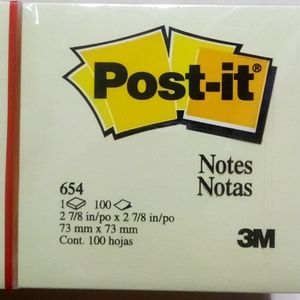 Post-it®
Notes
Notas
654
1 100
2 7/8 in/po x 2 7/8 in/po
73 mm x 73 mm
Cont. 100 hojas
3M